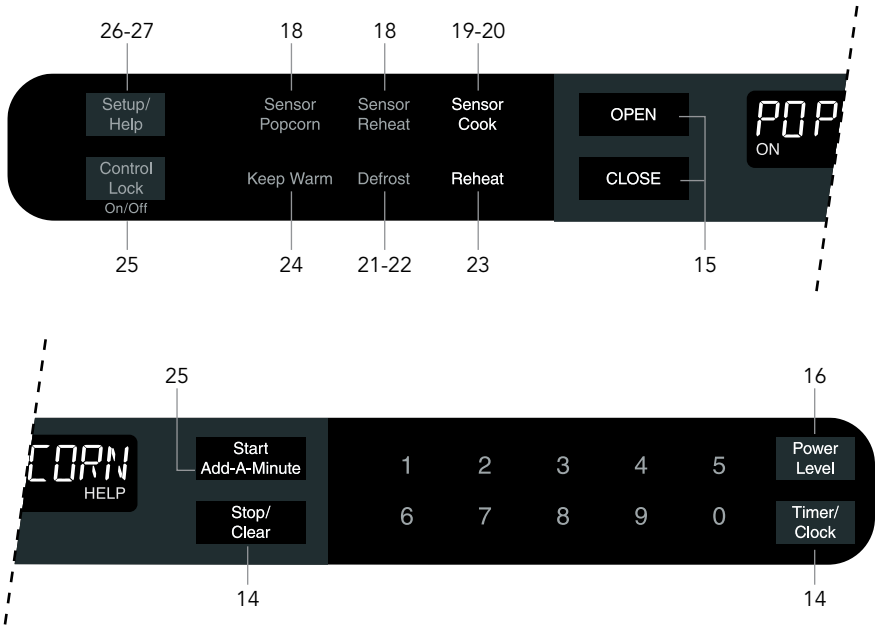 26-27 18 18 19-20
Setup/ Sensor Sensor Sensor
Help Popcorn Reheat Cook
OPEN
POP
ON
Control
Lock
Keep Warm Defrost Reheat
CLOSE
On/Off
25 24 21-22 23 15
25 16
CORN
HELP
Start
Add-A-Minute
1 2 3 4 5
Power
Level
Stop/
Clear
6 7 8 9 0
Timer/
Clock
14 14